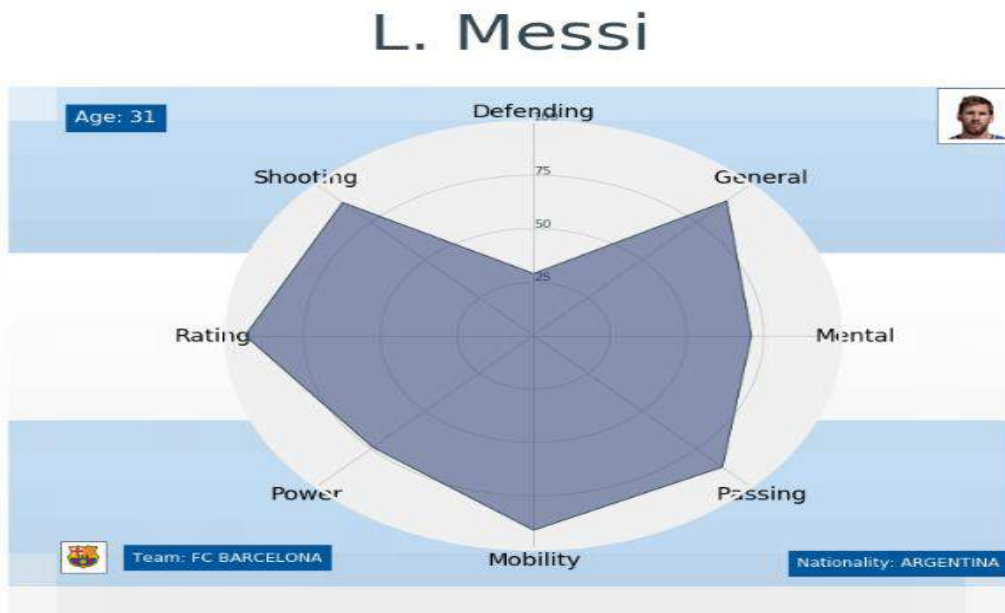 L. Messi
Age: 31
Defending
100
Shooting
75
General
50
25
Rating
Mental
Power
Passing
Team: FC BARCELONA
Mobility
Nationality: ARGENTINA